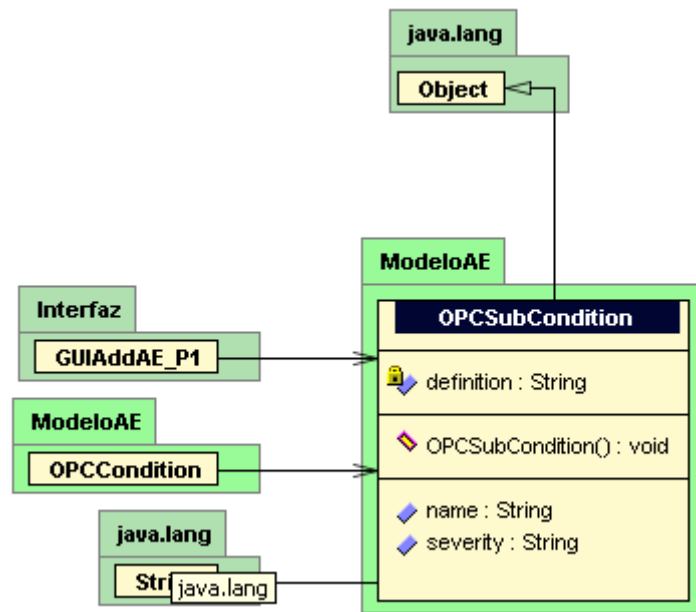 java.lang
Object
ModeloAE
OPCSubCondition
Interfaz
GUIAddAE_P1
definition : String
ModeloAE
OPCCondition
OPCSubCondition() : void
name : String
severity : String
java.lang
java.lang